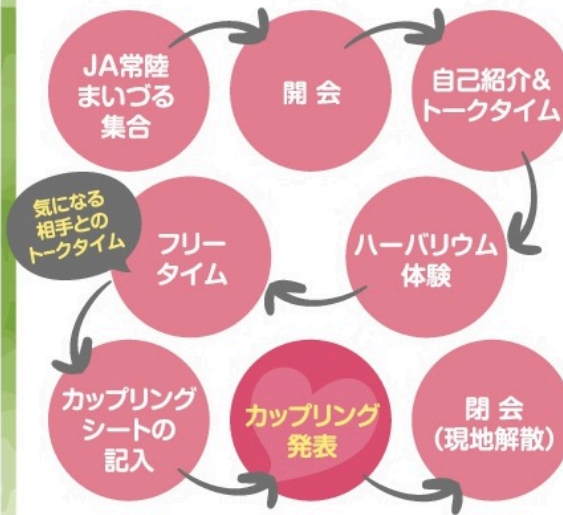 JA常陸
まいづる
集合
開 会
自己紹介&
トークタイム
ハーバリウム
体験
フリー
タイム
気になる
相手との
トークタイム
カップリング
シートの
記入
カップリング
発表
閉 会
(現地解散)